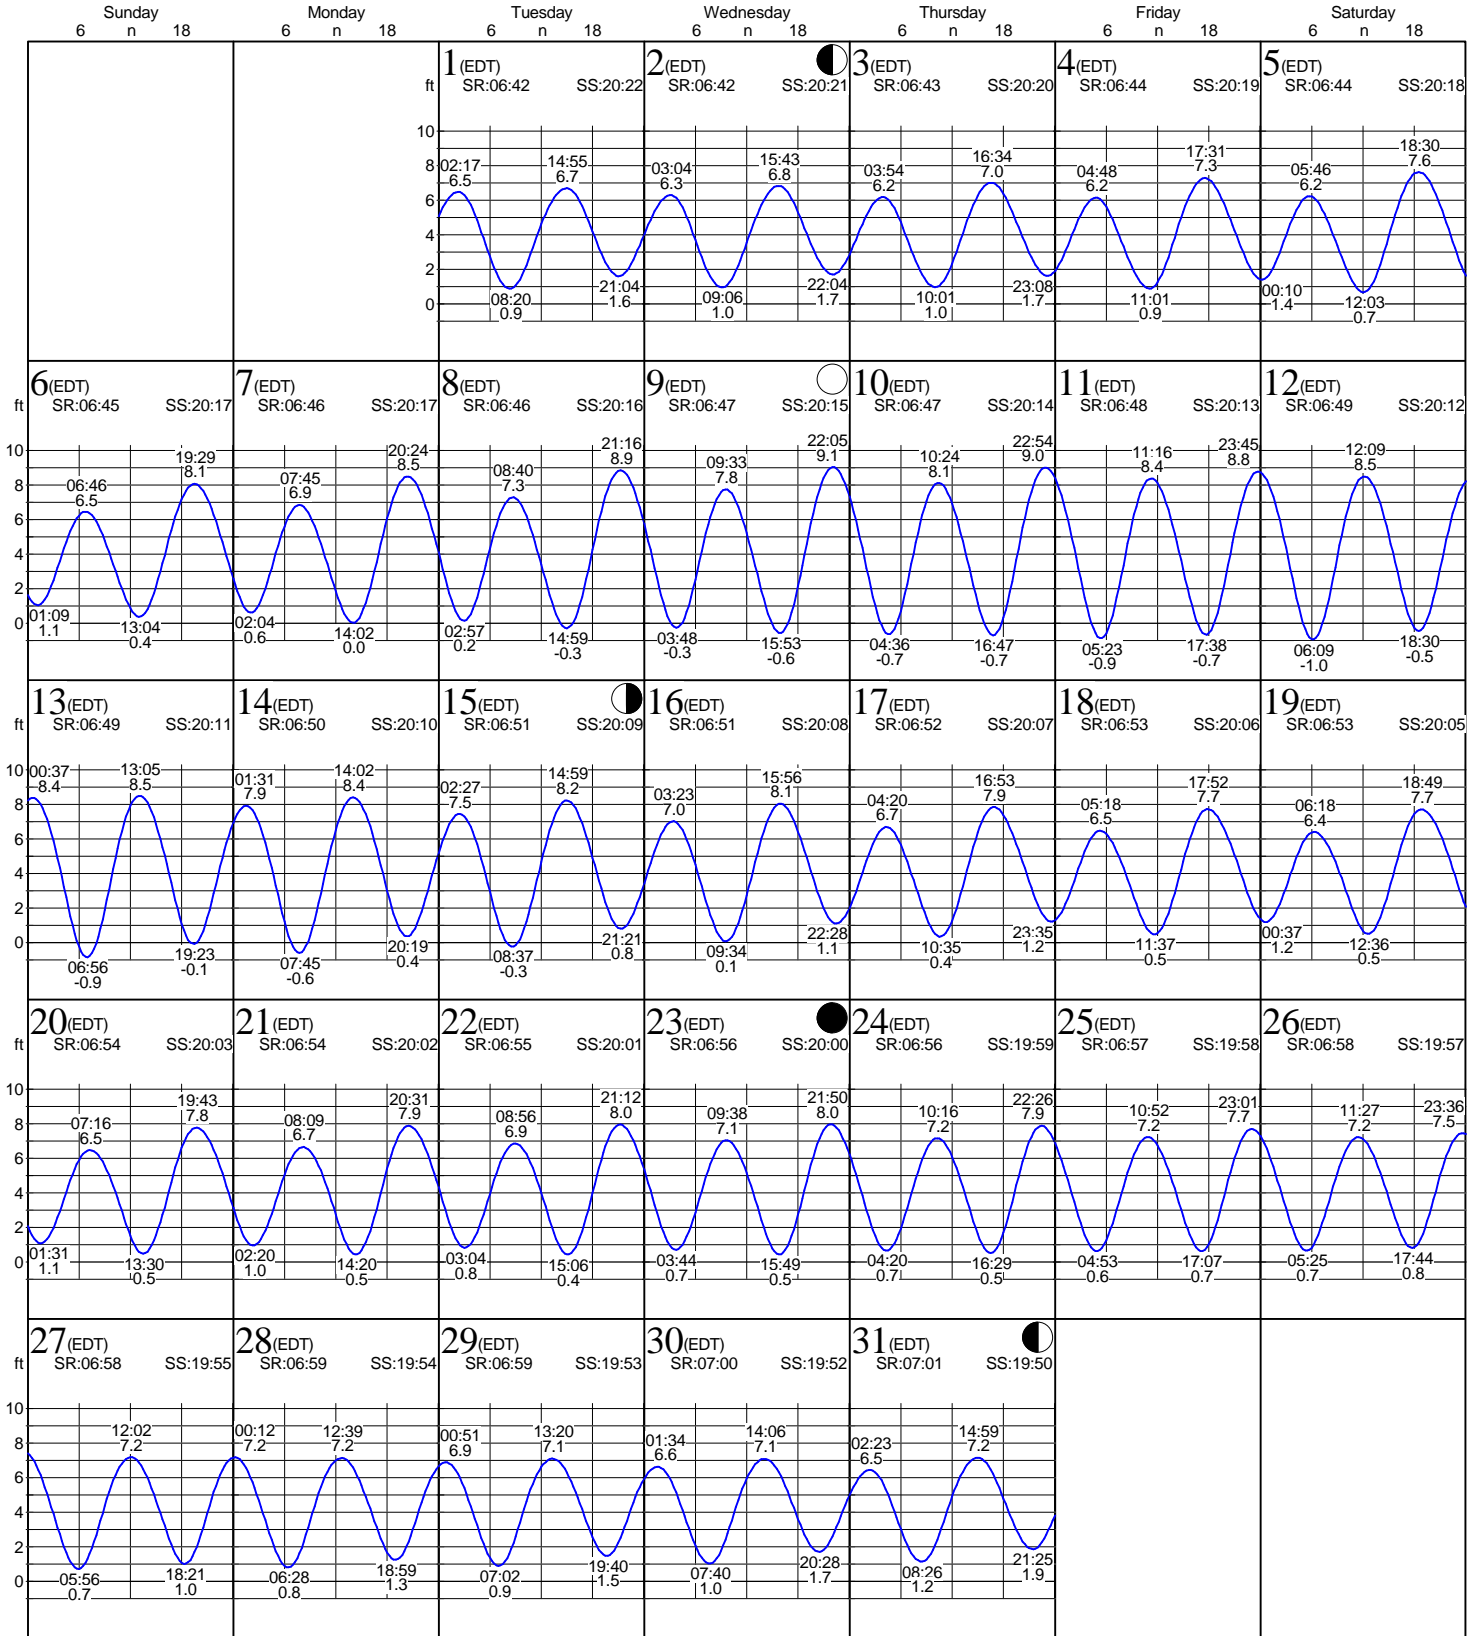 Sunday Monday Tuesday Wednesday Thursday Friday Saturday
6 n 18 6 n 18 6 n 18 6 n 18 6 n 18 6 n 18 6 n 18
1(EDT) 2(EDT) 3(EDT) 4(EDT) 5(EDT)
ft SR:06:42 SS:20:22 SR:06:42 SS:20:21 SR:06:43 SS:20:20 SR:06:44 SS:20:19 SR:06:44 SS:20:18
10
8
6
4
2
0
02:17 6.5 08:20 0.9 14:55 6.7 21:04 1.6
03:04 6.3 09:06 1.0 15:43 6.8 22:04 1.7
03:54 6.2 10:01 1.0 16:34 7.0 23:08 1.7
04:48 6.2 11:01 0.9 17:31 7.3
00:10 1.4 05:46 6.2 12:03 0.7 18:30 7.6
6(EDT) 7(EDT) 8(EDT) 9(EDT) 10(EDT) 11(EDT) 12(EDT)
ft SR:06:45 SS:20:17 SR:06:46 SS:20:17 SR:06:46 SS:20:16 SR:06:47 SS:20:15 SR:06:47 SS:20:14 SR:06:48 SS:20:13 SR:06:49 SS:20:12
10
8
6
4
2
0
01:09 1.1 06:46 6.5 13:04 0.4 19:29 8.1
02:04 0.6 07:45 6.9 14:02 0.0 20:24 8.5
02:57 0.2 08:40 7.3 14:59 -0.3 21:16 8.9
03:48 -0.3 09:33 7.8 15:53 -0.6 22:05 9.1
04:36 -0.7 10:24 8.1 16:47 -0.7 22:54 9.0
05:23 -0.9 11:16 8.4 17:38 -0.7 23:45 8.8
06:09 -1.0 12:09 8.5 18:30 -0.5
13(EDT) 14(EDT) 15(EDT) 16(EDT) 17(EDT) 18(EDT) 19(EDT)
ft SR:06:49 SS:20:11 SR:06:50 SS:20:10 SR:06:51 SS:20:09 SR:06:51 SS:20:08 SR:06:52 SS:20:07 SR:06:53 SS:20:06 SR:06:53 SS:20:05
10
8
6
4
2
0
00:37 8.4 06:56 -0.9 13:05 8.5 19:23 -0.1
01:31 7.9 07:45 -0.6 14:02 8.4 20:19 0.4
02:27 7.5 08:37 -0.3 14:59 8.2 21:21 0.8
03:23 7.0 09:34 0.1 15:56 8.1 22:28 1.1
04:20 6.7 10:35 0.4 16:53 7.9 23:35 1.2
05:18 6.5 11:37 0.5 17:52 7.7
00:37 1.2 06:18 6.4 12:36 0.5 18:49 7.7
20(EDT) 21(EDT) 22(EDT) 23(EDT) 24(EDT) 25(EDT) 26(EDT)
ft SR:06:54 SS:20:03 SR:06:54 SS:20:02 SR:06:55 SS:20:01 SR:06:56 SS:20:00 SR:06:56 SS:19:59 SR:06:57 SS:19:58 SR:06:58 SS:19:57
10
8
6
4
2
0
01:31 1.1 07:16 6.5 13:30 0.5 19:43 7.8
02:20 1.0 08:09 6.7 14:20 0.5 20:31 7.9
03:04 0.8 08:56 6.9 15:06 0.4 21:12 8.0
03:44 0.7 09:38 7.1 15:49 0.5 21:50 8.0
04:20 0.7 10:16 7.2 16:29 0.5 22:26 7.9
04:53 0.6 10:52 7.2 17:07 0.7 23:01 7.7
05:25 0.7 11:27 7.2 17:44 0.8 23:36 7.5
27(EDT) 28(EDT) 29(EDT) 30(EDT) 31(EDT)
ft SR:06:58 SS:19:55 SR:06:59 SS:19:54 SR:06:59 SS:19:53 SR:07:00 SS:19:52 SR:07:01 SS:19:50
10
8
6
4
2
0
05:56 0.7 12:02 7.2 18:21 1.0
00:12 7.2 06:28 0.8 12:39 7.2 18:59 1.3
00:51 6.9 07:02 0.9 13:20 7.1 19:40 1.5
01:34 6.6 07:40 1.0 14:06 7.1 20:28 1.7
02:23 6.5 08:26 1.2 14:59 7.2 21:25 1.9